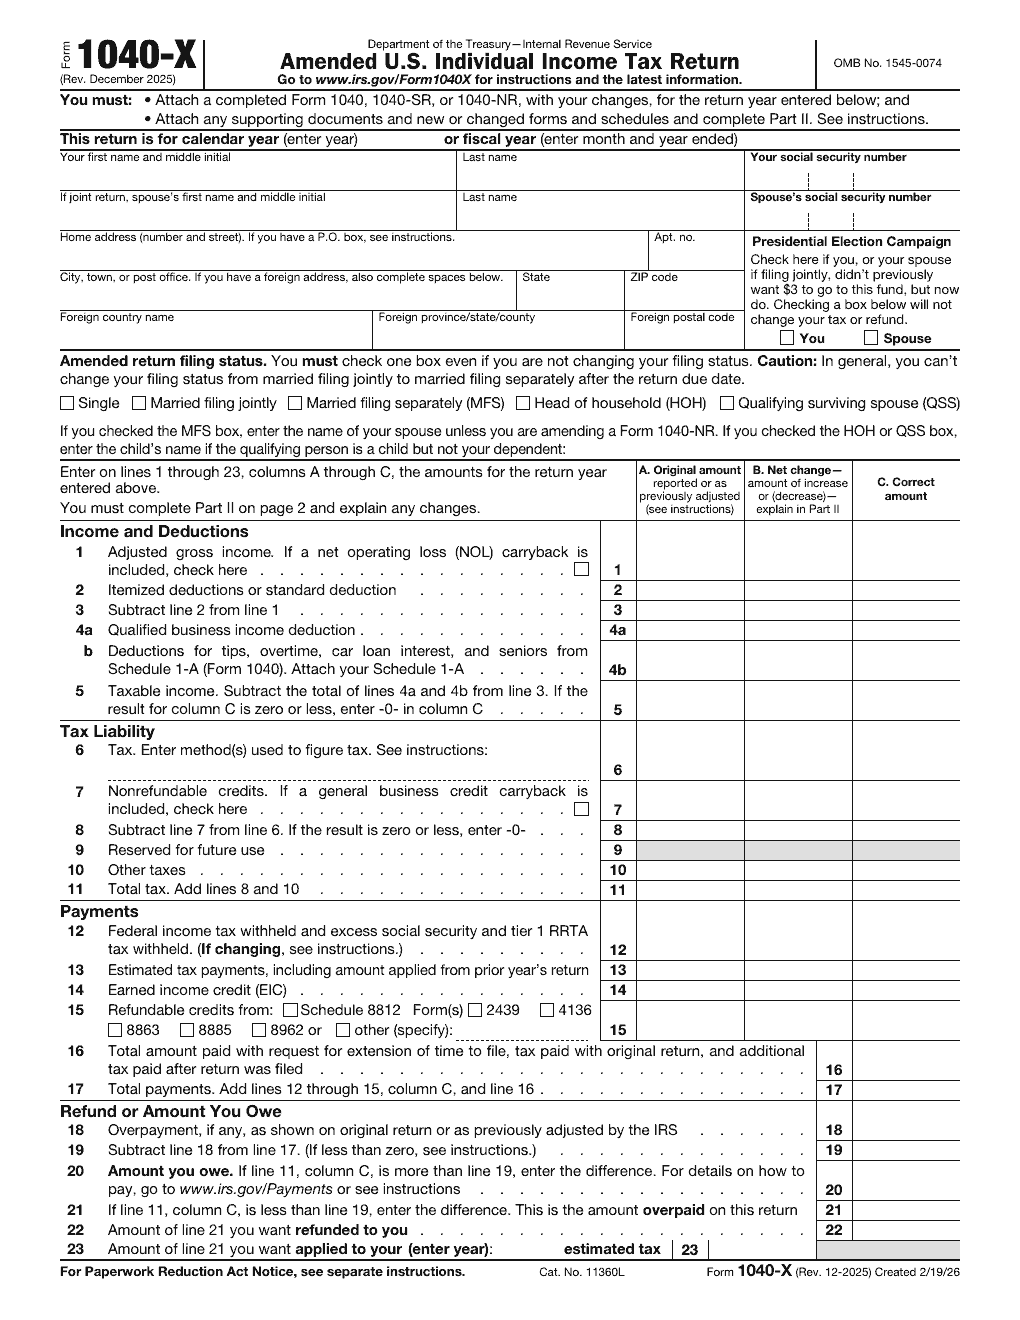 Form 1040-X
(Rev. December 2025)
Department of the Treasury—Internal Revenue Service
Amended U.S. Individual Income Tax Return
Go to www.irs.gov/Form1040X for instructions and the latest information.
OMB No. 1545-0074
You must: • Attach a completed Form 1040, 1040-SR, or 1040-NR, with your changes, for the return year entered below; and
• Attach any supporting documents and new or changed forms and schedules and complete Part II. See instructions.
This return is for calendar year (enter year) or fiscal year (enter month and year ended)
Your first name and middle initial
Last name
Your social security number
If joint return, spouse's first name and middle initial
Last name
Spouse's social security number
Home address (number and street). If you have a P.O. box, see instructions.
Apt. no.
City, town, or post office. If you have a foreign address, also complete spaces below.
State
ZIP code
Foreign country name
Foreign province/state/county
Foreign postal code
Presidential Election Campaign
Check here if you, or your spouse
if filing jointly, didn't previously
want $3 to go to this fund, but now
do. Checking a box below will not
change your tax or refund.
You Spouse
Amended return filing status. You must check one box even if you are not changing your filing status. Caution: In general, you can't
change your filing status from married filing jointly to married filing separately after the return due date.
Single Married filing jointly Married filing separately (MFS) Head of household (HOH) Qualifying surviving spouse (QSS)
If you checked the MFS box, enter the name of your spouse unless you are amending a Form 1040-NR. If you checked the HOH or QSS box,
enter the child's name if the qualifying person is a child but not your dependent:
Enter on lines 1 through 23, columns A through C, the amounts for the return year
entered above.
You must complete Part II on page 2 and explain any changes.
A. Original amount
reported or as
previously adjusted
(see instructions)
B. Net change—
amount of increase
or (decrease)—
explain in Part II
C. Correct
amount
Income and Deductions
1 Adjusted gross income. If a net operating loss (NOL) carryback is
included, check here . . . . . . . . . . . . . . . . 1
2 Itemized deductions or standard deduction . . . . . . . . . 2
3 Subtract line 2 from line 1 . . . . . . . . . . . . . . . 3
4a Qualified business income deduction . . . . . . . . . . . . 4a
b Deductions for tips, overtime, car loan interest, and seniors from
Schedule 1-A (Form 1040). Attach your Schedule 1-A . . . . . . 4b
5 Taxable income. Subtract the total of lines 4a and 4b from line 3. If the
result for column C is zero or less, enter -0- in column C . . . . . 5
Tax Liability
6 Tax. Enter method(s) used to figure tax. See instructions:
6
7 Nonrefundable credits. If a general business credit carryback is
included, check here . . . . . . . . . . . . . . . . 7
8 Subtract line 7 from line 6. If the result is zero or less, enter -0- . . . 8
9 Reserved for future use . . . . . . . . . . . . . . . . 9
10 Other taxes . . . . . . . . . . . . . . . . . . . . 10
11 Total tax. Add lines 8 and 10 . . . . . . . . . . . . . . 11
Payments
12 Federal income tax withheld and excess social security and tier 1 RRTA
tax withheld. (If changing, see instructions.) . . . . . . . . . 12
13 Estimated tax payments, including amount applied from prior year's return 13
14 Earned income credit (EIC) . . . . . . . . . . . . . . . 14
15 Refundable credits from: Schedule 8812 Form(s) 2439 4136
8863 8885 8962 or other (specify): 15
16 Total amount paid with request for extension of time to file, tax paid with original return, and additional
tax paid after return was filed . . . . . . . . . . . . . . . . . . . . . . . . . 16
17 Total payments. Add lines 12 through 15, column C, and line 16 . . . . . . . . . . . . . . 17
Refund or Amount You Owe
18 Overpayment, if any, as shown on original return or as previously adjusted by the IRS . . . . . . 18
19 Subtract line 18 from line 17. (If less than zero, see instructions.) . . . . . . . . . . . . . 19
20 Amount you owe. If line 11, column C, is more than line 19, enter the difference. For details on how to
pay, go to www.irs.gov/Payments or see instructions . . . . . . . . . . . . . . . . . 20
21 If line 11, column C, is less than line 19, enter the difference. This is the amount overpaid on this return 21
22 Amount of line 21 you want refunded to you . . . . . . . . . . . . . . . . . . . 22
23 Amount of line 21 you want applied to your (enter year): estimated tax 23
For Paperwork Reduction Act Notice, see separate instructions. Cat. No. 11360L Form 1040-X (Rev. 12-2025) Created 2/19/26